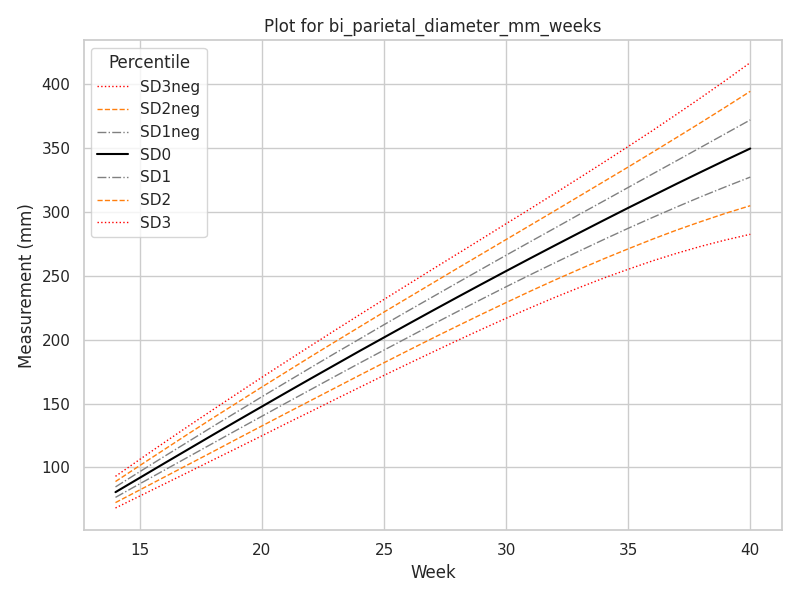 Plot for bi_parietal_diameter_mm_weeks
Percentile
SD3neg
SD2neg
SD1neg
SD0
SD1
SD2
SD3
Measurement (mm)
400
350
300
250
200
150
100
15 20 25 30 35 40
Week